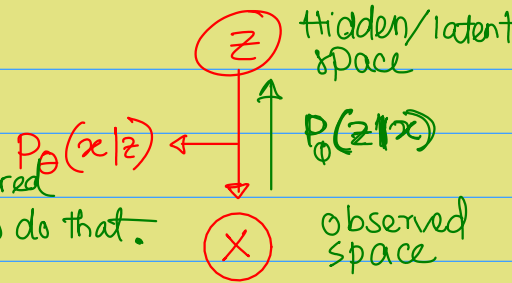 Z
Hidden/latent
space
Pθ(x|z)
Pφ(z|x)
red
do that.
X
observed
space